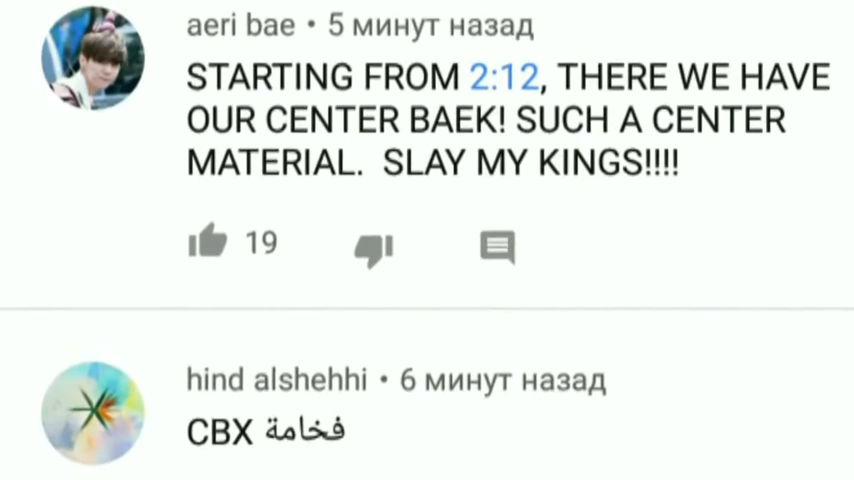 aeri bae • 5 минут назад
STARTING FROM 2:12, THERE WE HAVE
OUR CENTER BAEK! SUCH A CENTER
MATERIAL.  SLAY MY KINGS!!!!
19
hind alshehhi • 6 минут назад
CBX فخامة